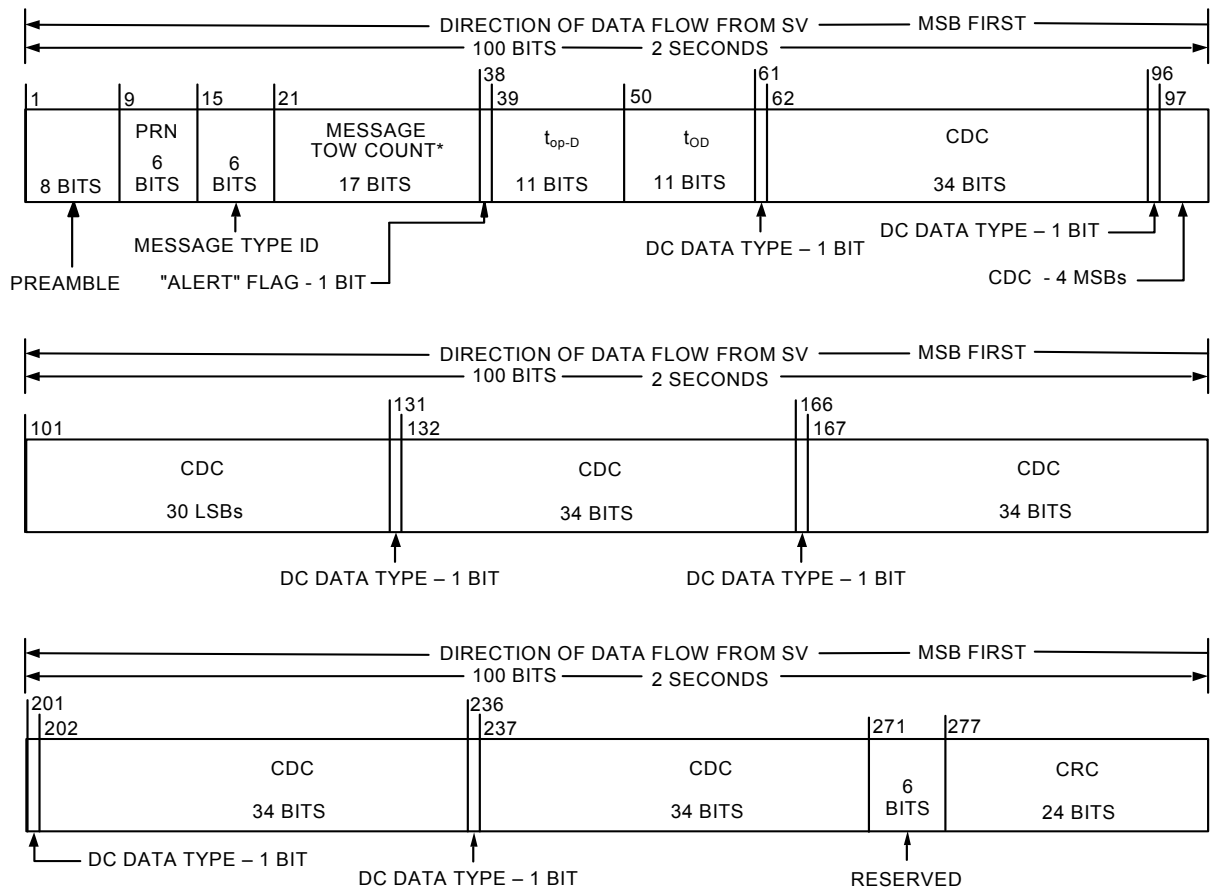 DIRECTION OF DATA FLOW FROM SV MSB FIRST
100 BITS 2 SECONDS
38 61 96
1 9 15 21 39 50 62 97
PRN MESSAGE t_op-D t_OD CDC
TOW COUNT*
8 BITS 6 BITS 6 BITS 17 BITS 11 BITS 11 BITS 34 BITS
MESSAGE TYPE ID DC DATA TYPE – 1 BIT DC DATA TYPE – 1 BIT
PREAMBLE "ALERT" FLAG - 1 BIT CDC - 4 MSBs
DIRECTION OF DATA FLOW FROM SV MSB FIRST
100 BITS 2 SECONDS
131 166
101 132 167
CDC CDC CDC
30 LSBs 34 BITS 34 BITS
DC DATA TYPE – 1 BIT DC DATA TYPE – 1 BIT
DIRECTION OF DATA FLOW FROM SV MSB FIRST
100 BITS 2 SECONDS
201 236
202 237 271 277
CDC CDC CRC
34 BITS 34 BITS 6 BITS 24 BITS
DC DATA TYPE – 1 BIT
DC DATA TYPE – 1 BIT RESERVED